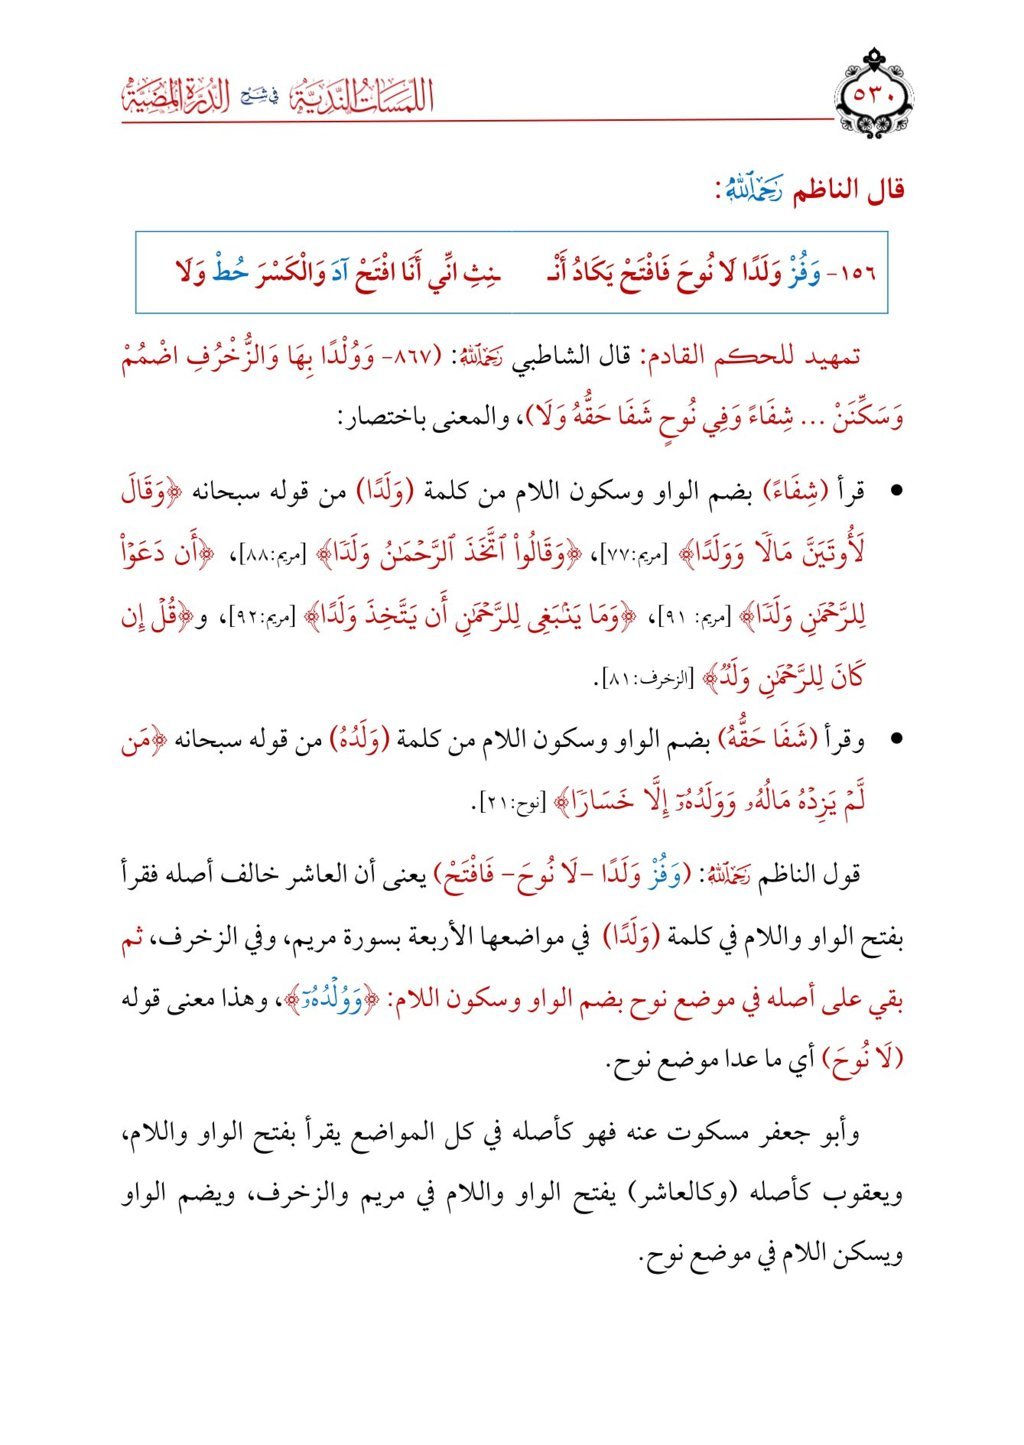 اللمسات الندية في شرح الدرة المضية
٥٣٠
قال الناظم رَحِمَهُ ٱللَّهُ:
١٥٦- وَفُزْ وَلَدًا لَا نُوحَ فَافْتَحْ يَكَادُ أَنْـ ـنِثِ انِّي أَنَا افْتَحْ آدَ وَالْكَسْرَ حُطْ وَلَا
تمهيد للحكم القادم: قال الشاطبي رَحِمَهُ ٱللَّهُ: (٨٦٧- وَوُلْدًا بِهَا وَالزُّخْرُفِ اضْمُمْ
وَسَكِّنَنْ ... شِفَاءً وَفِي نُوحٍ شَفَا حَقُّهُ وَلَا)، والمعنى باختصار:
● قرأ (شِفَاءً) بضم الواو وسكون اللام من كلمة (وَلَدًا) من قوله سبحانه ﴿وَقَالَ
لَأُوتَيَنَّ مَالٗا وَوَلَدًا﴾ [مريم:٧٧]، ﴿وَقَالُواْ ٱتَّخَذَ ٱلرَّحۡمَٰنُ وَلَدٗا﴾ [مريم:٨٨]، ﴿أَن دَعَوۡاْ
لِلرَّحۡمَٰنِ وَلَدٗا﴾ [مريم: ٩١]، ﴿وَمَا يَنۢبَغِي لِلرَّحۡمَٰنِ أَن يَتَّخِذَ وَلَدًا﴾ [مريم:٩٢]، و﴿قُلۡ إِن
كَانَ لِلرَّحۡمَٰنِ وَلَدٞ﴾ [الزخرف:٨١].
● وقرأ (شَفَا حَقُّهُ) بضم الواو وسكون اللام من كلمة (وَلَدُهُ) من قوله سبحانه ﴿مَن
لَّمۡ يَزِدۡهُ مَالُهُۥ وَوَلَدُهُۥٓ إِلَّا خَسَارٗا﴾ [نوح:٢١].
قول الناظم رَحِمَهُ ٱللَّهُ: (وَفُزْ وَلَدًا -لَا نُوحَ- فَافْتَحْ) يعنى أن العاشر خالف أصله فقرأ
بفتح الواو واللام في كلمة (وَلَدًا) في مواضعها الأربعة بسورة مريم، وفي الزخرف، ثم
بقي على أصله في موضع نوح بضم الواو وسكون اللام: ﴿وَوُلۡدُهُۥٓ﴾، وهذا معنى قوله
(لَا نُوحَ) أي ما عدا موضع نوح.
وأبو جعفر مسكوت عنه فهو كأصله في كل المواضع يقرأ بفتح الواو واللام،
ويعقوب كأصله (وكالعاشر) يفتح الواو واللام في مريم والزخرف، ويضم الواو
ويسكن اللام في موضع نوح.